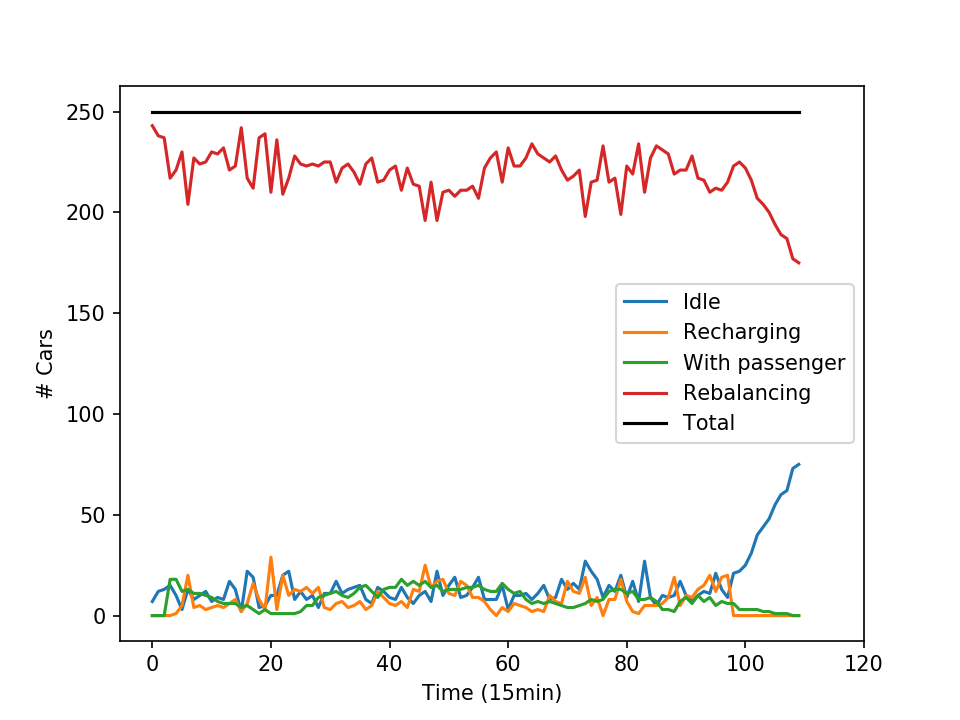 250
200
150
100
50
0
# Cars
Idle
Recharging
With passenger
Rebalancing
Total
0 20 40 60 80 100 120
Time (15min)